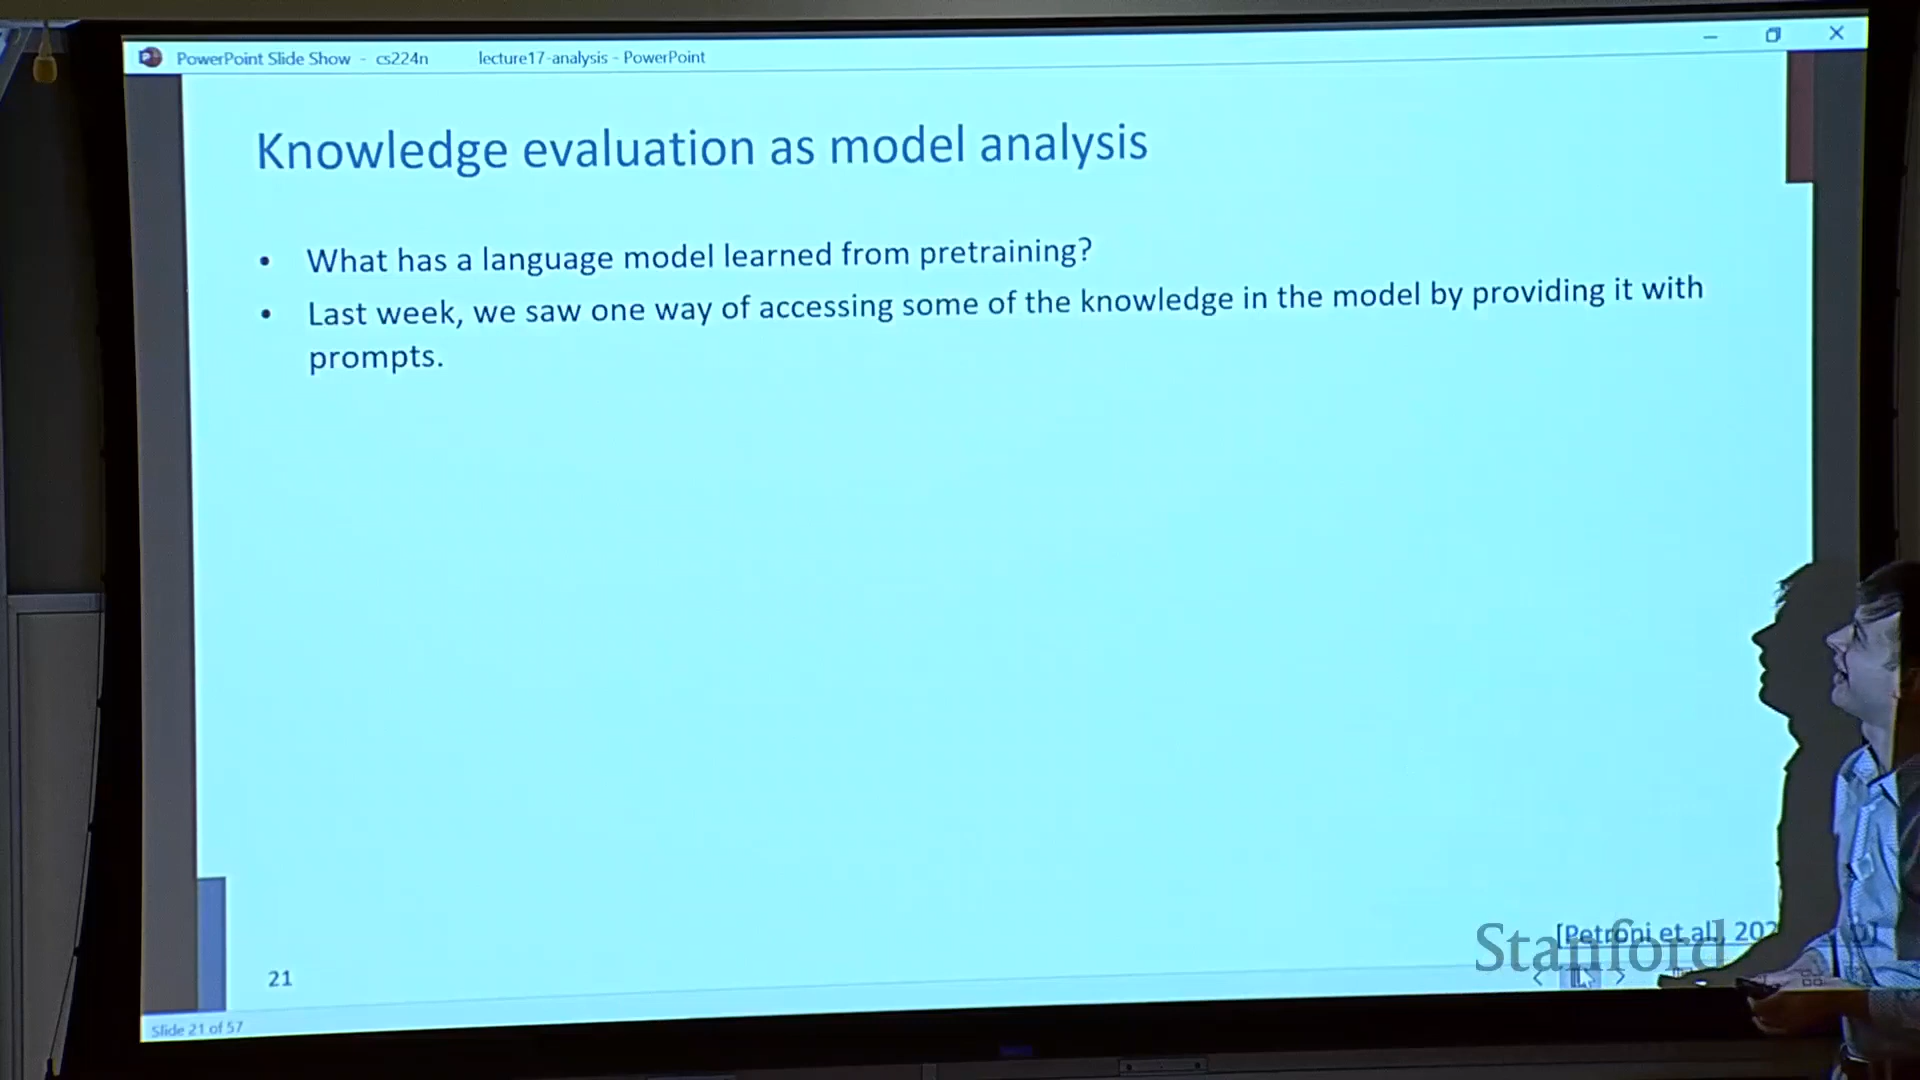 PowerPoint Slide Show - cs224n lecture17-analysis - PowerPoint
Knowledge evaluation as model analysis
• What has a language model learned from pretraining?
• Last week, we saw one way of accessing some of the knowledge in the model by providing it with
prompts.
[Petroni et al., 202
Stanford
21
Slide 21 of 57